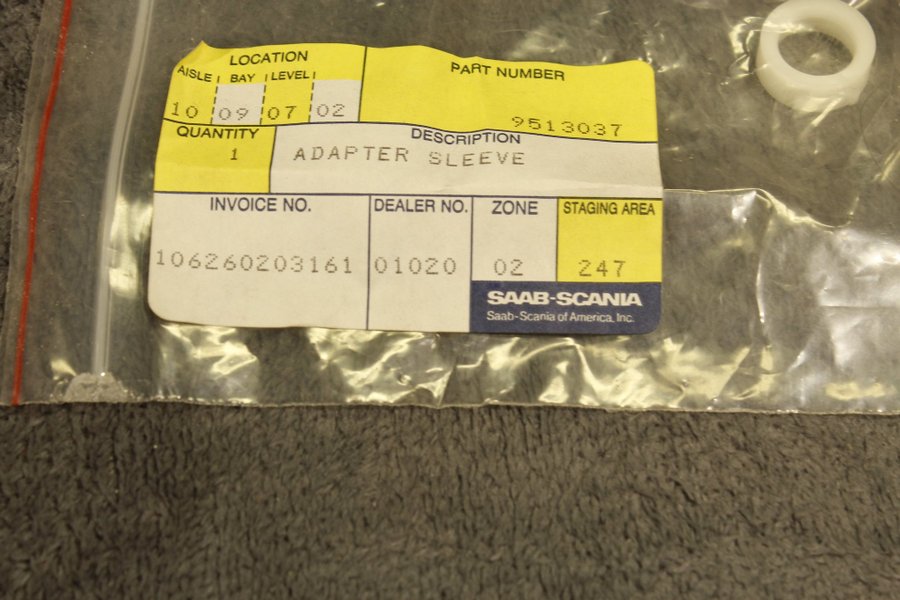 LOCATION
AISLE BAY LEVEL
10 09 07 02
PART NUMBER
9513037
QUANTITY
1
DESCRIPTION
ADAPTER SLEEVE
INVOICE NO.
106260203161
DEALER NO.
01020
ZONE
02
STAGING AREA
247
SAAB-SCANIA
Saab-Scania of America, Inc.